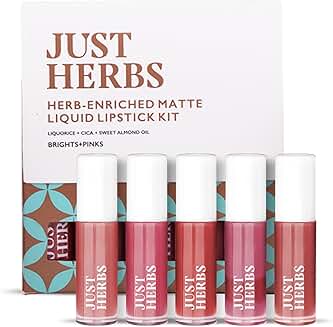 JUST
HERBS
HERB-ENRICHED MATTE
LIQUID LIPSTICK KIT
LIQUORICE + CICA + SWEET ALMOND OIL
BRIGHTS+PINKS
JUST
HERBS
JUST
HERBS
JUST
HERBS
JUST
HERBS
JUST
HERBS